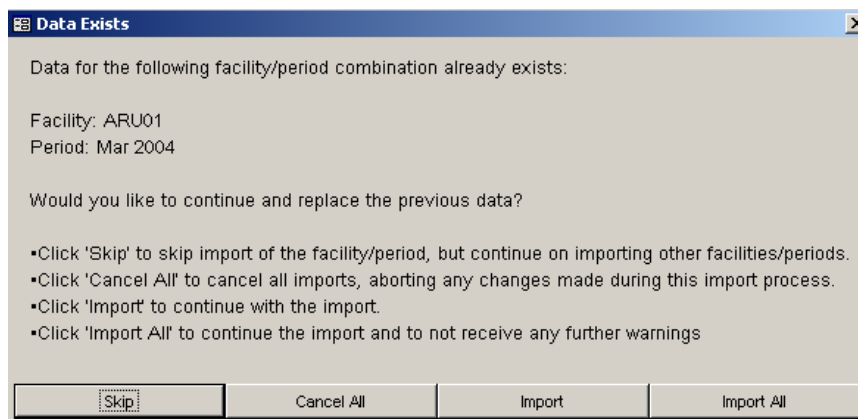 Data Exists
Data for the following facility/period combination already exists:
Facility: ARU01
Period: Mar 2004
Would you like to continue and replace the previous data?
▪Click 'Skip' to skip import of the facility/period, but continue on importing other facilities/periods.
▪Click 'Cancel All' to cancel all imports, aborting any changes made during this import process.
▪Click 'Import' to continue with the import.
▪Click 'Import All' to continue the import and to not receive any further warnings
Skip Cancel All Import Import All